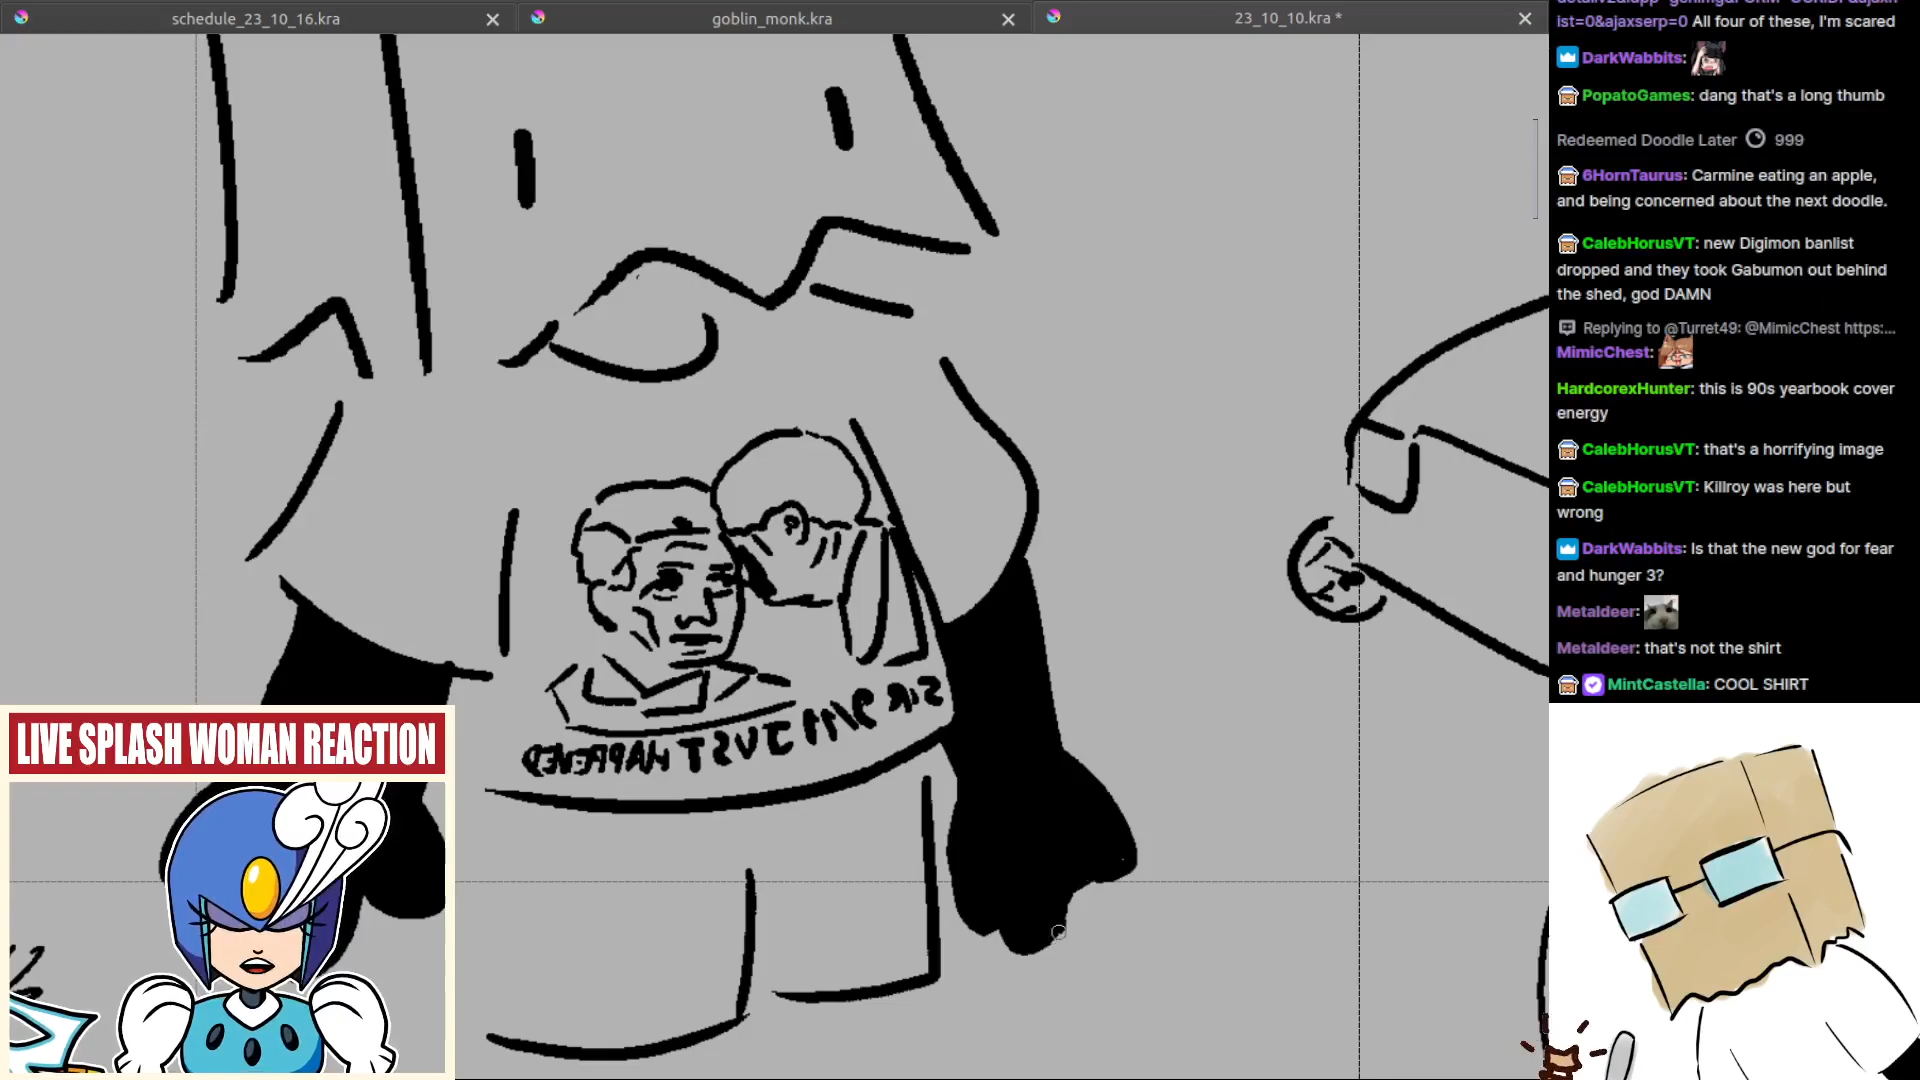 schedule_23_10_16.kra
goblin_monk.kra
23_10_10.kra *
ist=0&ajaxserp=0 All four of these, I'm scared
DarkWabbits:
PopatoGames: dang that's a long thumb
Redeemed Doodle Later 999
6HornTaurus: Carmine eating an apple,
and being concerned about the next doodle.
CalebHorusVT: new Digimon banlist
dropped and they took Gabumon out behind
the shed, god DAMN
Replying to @Turret49: @MimicChest https:...
MimicChest:
HardcorexHunter: this is 90s yearbook cover
energy
CalebHorusVT: that's a horrifying image
CalebHorusVT: Killroy was here but
wrong
DarkWabbits: Is that the new god for fear
and hunger 3?
Metaldeer:
Metaldeer: that's not the shirt
MintCastella: COOL SHIRT
LIVE SPLASH WOMAN REACTION